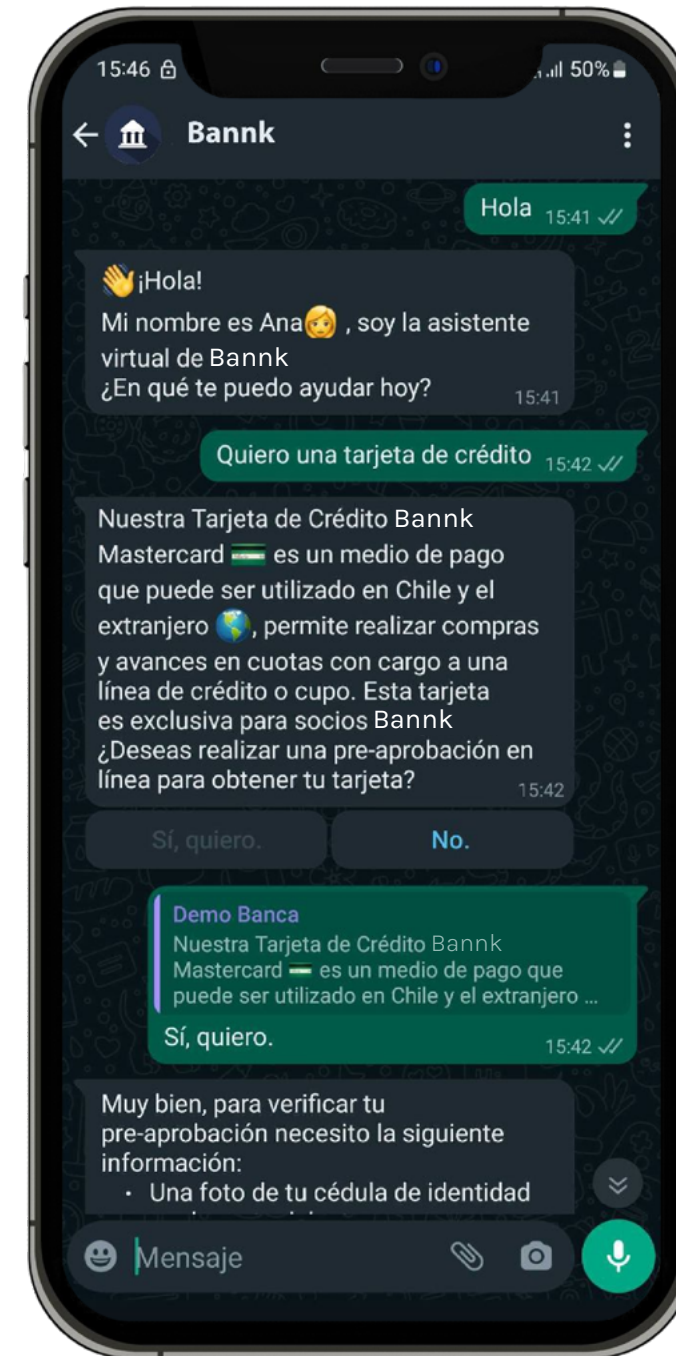 15:46 50%
Bannk
Hola 15:41
👋¡Hola!
Mi nombre es Ana👩 , soy la asistente
virtual de Bannk
¿En qué te puedo ayudar hoy? 15:41
Quiero una tarjeta de crédito 15:42
Nuestra Tarjeta de Crédito Bannk
Mastercard 💳 es un medio de pago
que puede ser utilizado en Chile y el
extranjero 🌎, permite realizar compras
y avances en cuotas con cargo a una
línea de crédito o cupo. Esta tarjeta
es exclusiva para socios Bannk
¿Deseas realizar una pre-aprobación en
línea para obtener tu tarjeta? 15:42
Sí, quiero. No.
Demo Banca
Nuestra Tarjeta de Crédito Bannk
Mastercard 💳 es un medio de pago que
puede ser utilizado en Chile y el extranjero ...
Sí, quiero. 15:42
Muy bien, para verificar tu
pre-aprobación necesito la siguiente
información:
· Una foto de tu cédula de identidad
Mensaje